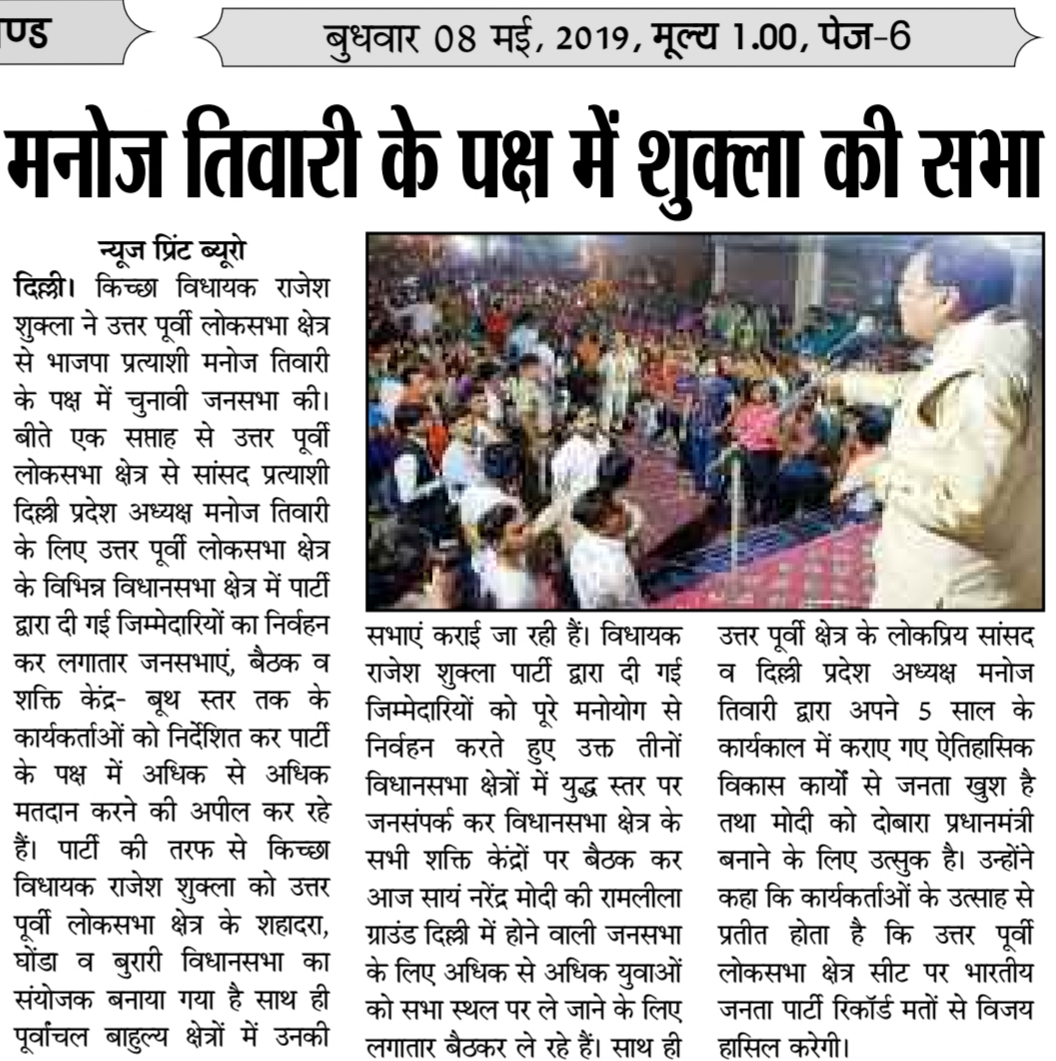 ण्ड
बुधवार 08 मई, 2019, मूल्य 1.00, पेज-6
मनोज तिवारी के पक्ष में शुक्ला की सभा
न्यूज प्रिंट ब्यूरो
दिल्ली। किच्छा विधायक राजेश
शुक्ला ने उत्तर पूर्वी लोकसभा क्षेत्र
से भाजपा प्रत्याशी मनोज तिवारी
के पक्ष में चुनावी जनसभा की।
बीते एक सप्ताह से उत्तर पूर्वी
लोकसभा क्षेत्र से सांसद प्रत्याशी
दिल्ली प्रदेश अध्यक्ष मनोज तिवारी
के लिए उत्तर पूर्वी लोकसभा क्षेत्र
के विभिन्न विधानसभा क्षेत्र में पार्टी
द्वारा दी गई जिम्मेदारियों का निर्वहन
कर लगातार जनसभाएं, बैठक व
शक्ति केंद्र- बूथ स्तर तक के
कार्यकर्ताओं को निर्देशित कर पार्टी
के पक्ष में अधिक से अधिक
मतदान करने की अपील कर रहे
हैं। पार्टी की तरफ से किच्छा
विधायक राजेश शुक्ला को उत्तर
पूर्वी लोकसभा क्षेत्र के शहादरा,
घोंडा व बुरारी विधानसभा का
संयोजक बनाया गया है साथ ही
पूर्वांचल बाहुल्य क्षेत्रों में उनकी
सभाएं कराई जा रही हैं। विधायक
राजेश शुक्ला पार्टी द्वारा दी गई
जिम्मेदारियों को पूरे मनोयोग से
निर्वहन करते हुए उक्त तीनों
विधानसभा क्षेत्रों में युद्ध स्तर पर
जनसंपर्क कर विधानसभा क्षेत्र के
सभी शक्ति केंद्रों पर बैठक कर
आज सायं नरेंद्र मोदी की रामलीला
ग्राउंड दिल्ली में होने वाली जनसभा
के लिए अधिक से अधिक युवाओं
को सभा स्थल पर ले जाने के लिए
लगातार बैठकर ले रहे हैं। साथ ही
उत्तर पूर्वी क्षेत्र के लोकप्रिय सांसद
व दिल्ली प्रदेश अध्यक्ष मनोज
तिवारी द्वारा अपने 5 साल के
कार्यकाल में कराए गए ऐतिहासिक
विकास कार्यों से जनता खुश है
तथा मोदी को दोबारा प्रधानमंत्री
बनाने के लिए उत्सुक है। उन्होंने
कहा कि कार्यकर्ताओं के उत्साह से
प्रतीत होता है कि उत्तर पूर्वी
लोकसभा क्षेत्र सीट पर भारतीय
जनता पार्टी रिकॉर्ड मतों से विजय
हासिल करेगी।